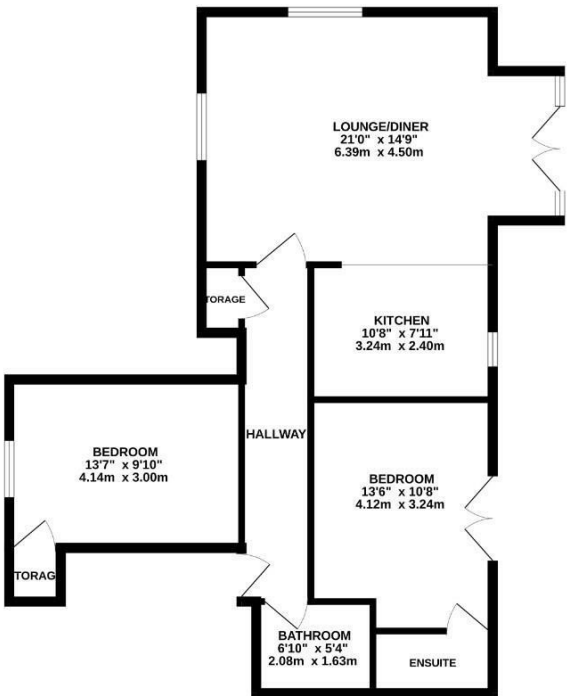 LOUNGE/DINER
21'0" x 14'9"
6.39m x 4.50m
TORAGE
KITCHEN
10'8" x 7'11"
3.24m x 2.40m
HALLWAY
BEDROOM
13'7" x 9'10"
4.14m x 3.00m
BEDROOM
13'6" x 10'8"
4.12m x 3.24m
TORAG
BATHROOM
6'10" x 5'4"
2.08m x 1.63m
ENSUITE